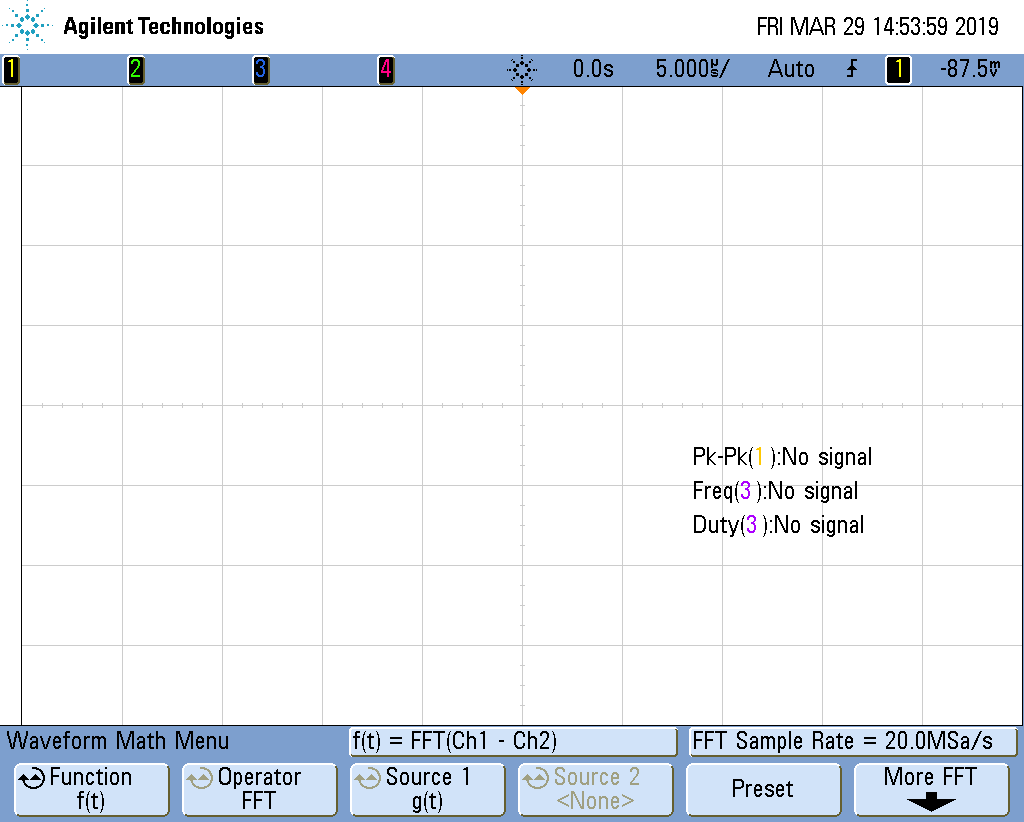 Agilent Technologies
FRI MAR 29 14:53:59 2019
1 2 3 4 0.0s 5.000㎲/ Auto 1 -87.5mV
Pk-Pk(1 ):No signal
Freq(3 ):No signal
Duty(3 ):No signal
Waveform Math Menu
f(t) = FFT(Ch1 - Ch2)
FFT Sample Rate = 20.0MSa/s
Function
f(t)
Operator
FFT
Source 1
g(t)
Source 2
<None>
Preset
More FFT